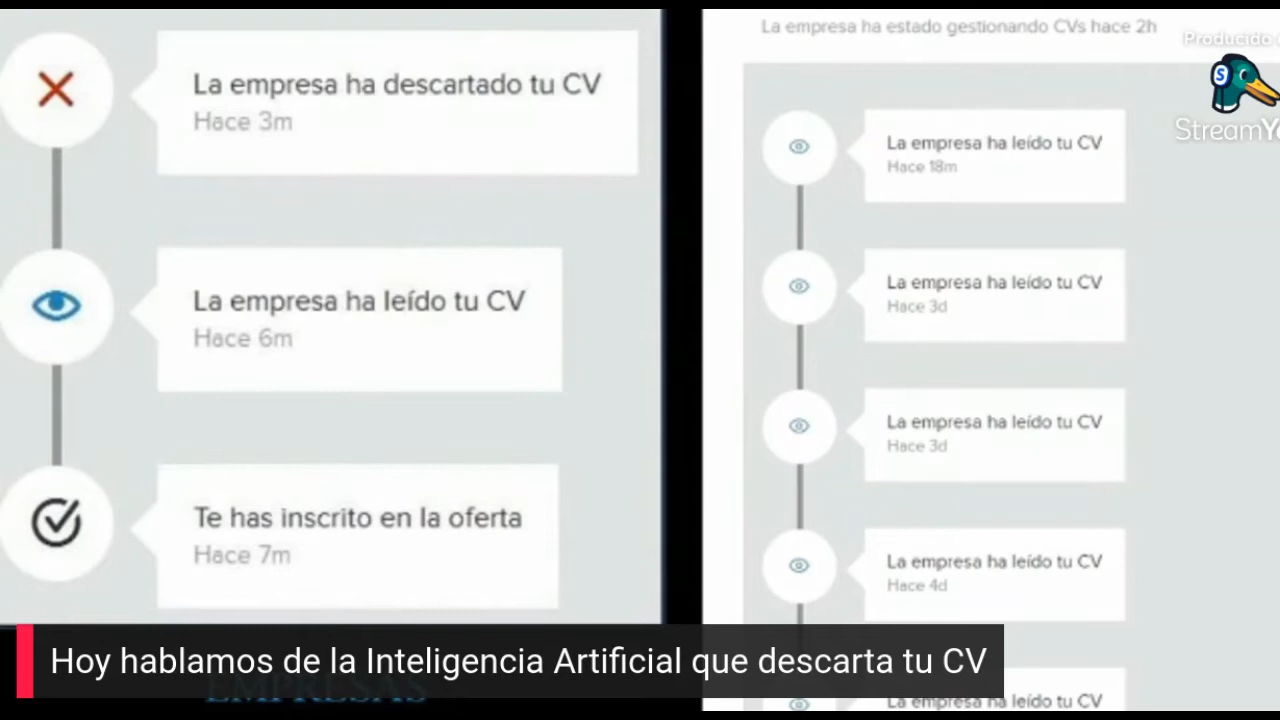 La empresa ha descartado tu CV
Hace 3m
La empresa ha leído tu CV
Hace 6m
Te has inscrito en la oferta
Hace 7m
La empresa ha estado gestionando CVs hace 2h
La empresa ha leído tu CV
Hace 18m
La empresa ha leído tu CV
Hace 3d
La empresa ha leído tu CV
Hace 3d
La empresa ha leído tu CV
Hace 4d
La empresa ha leído tu CV
Producido
S
StreamY
Hoy hablamos de la Inteligencia Artificial que descarta tu CV
EMPRESAS